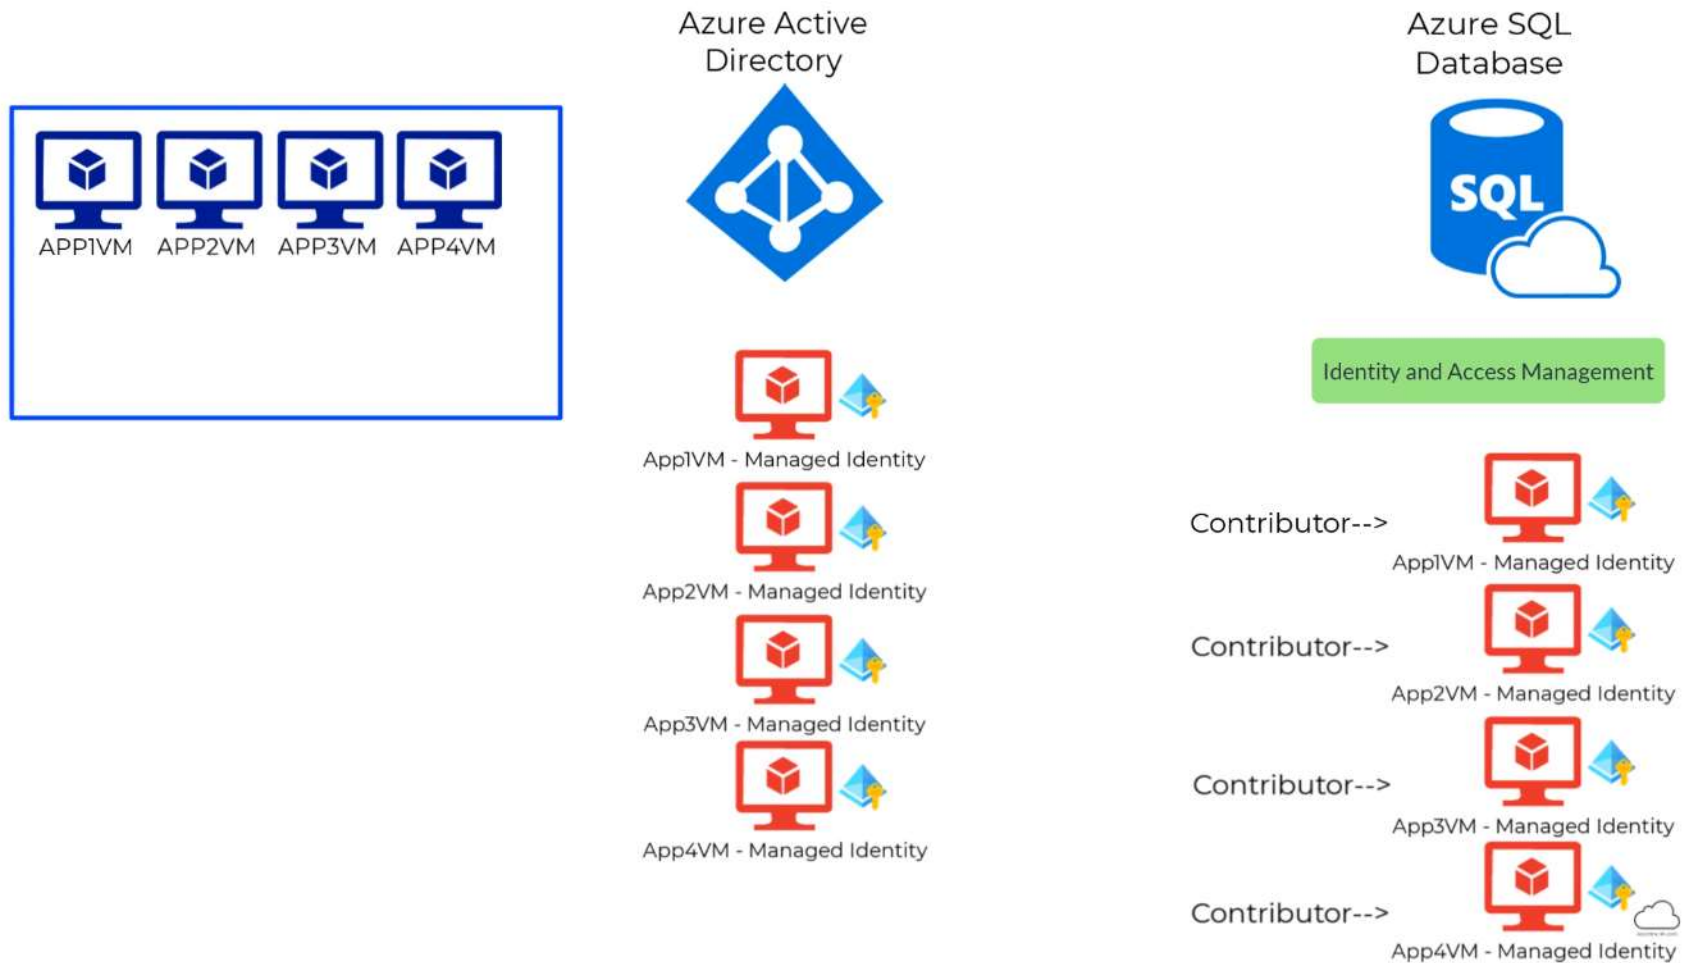 Azure Active
Directory
Azure SQL
Database
APP1VM
APP2VM
APP3VM
APP4VM
SQL
Identity and Access Management
App1VM - Managed Identity
App2VM - Managed Identity
App3VM - Managed Identity
App4VM - Managed Identity
Contributor-->
App1VM - Managed Identity
Contributor-->
App2VM - Managed Identity
Contributor-->
App3VM - Managed Identity
Contributor-->
App4VM - Managed Identity